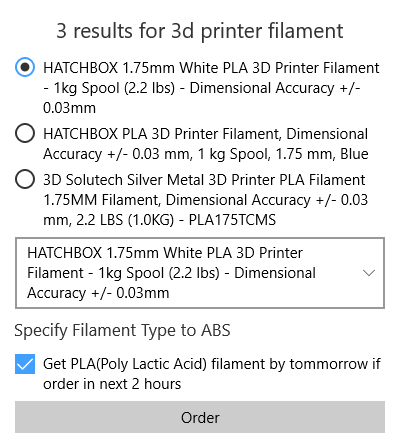 3 results for 3d printer filament
HATCHBOX 1.75mm White PLA 3D Printer Filament
- 1kg Spool (2.2 lbs) - Dimensional Accuracy +/-
0.03mm
HATCHBOX PLA 3D Printer Filament, Dimensional
Accuracy +/- 0.03 mm, 1 kg Spool, 1.75 mm, Blue
3D Solutech Silver Metal 3D Printer PLA Filament
1.75MM Filament, Dimensional Accuracy +/- 0.03
mm, 2.2 LBS (1.0KG) - PLA175TCMS
HATCHBOX 1.75mm White PLA 3D Printer
Filament - 1kg Spool (2.2 lbs) - Dimensional
Accuracy +/- 0.03mm
Specify Filament Type to ABS
Get PLA(Poly Lactic Acid) filament by tommorrow if
order in next 2 hours
Order